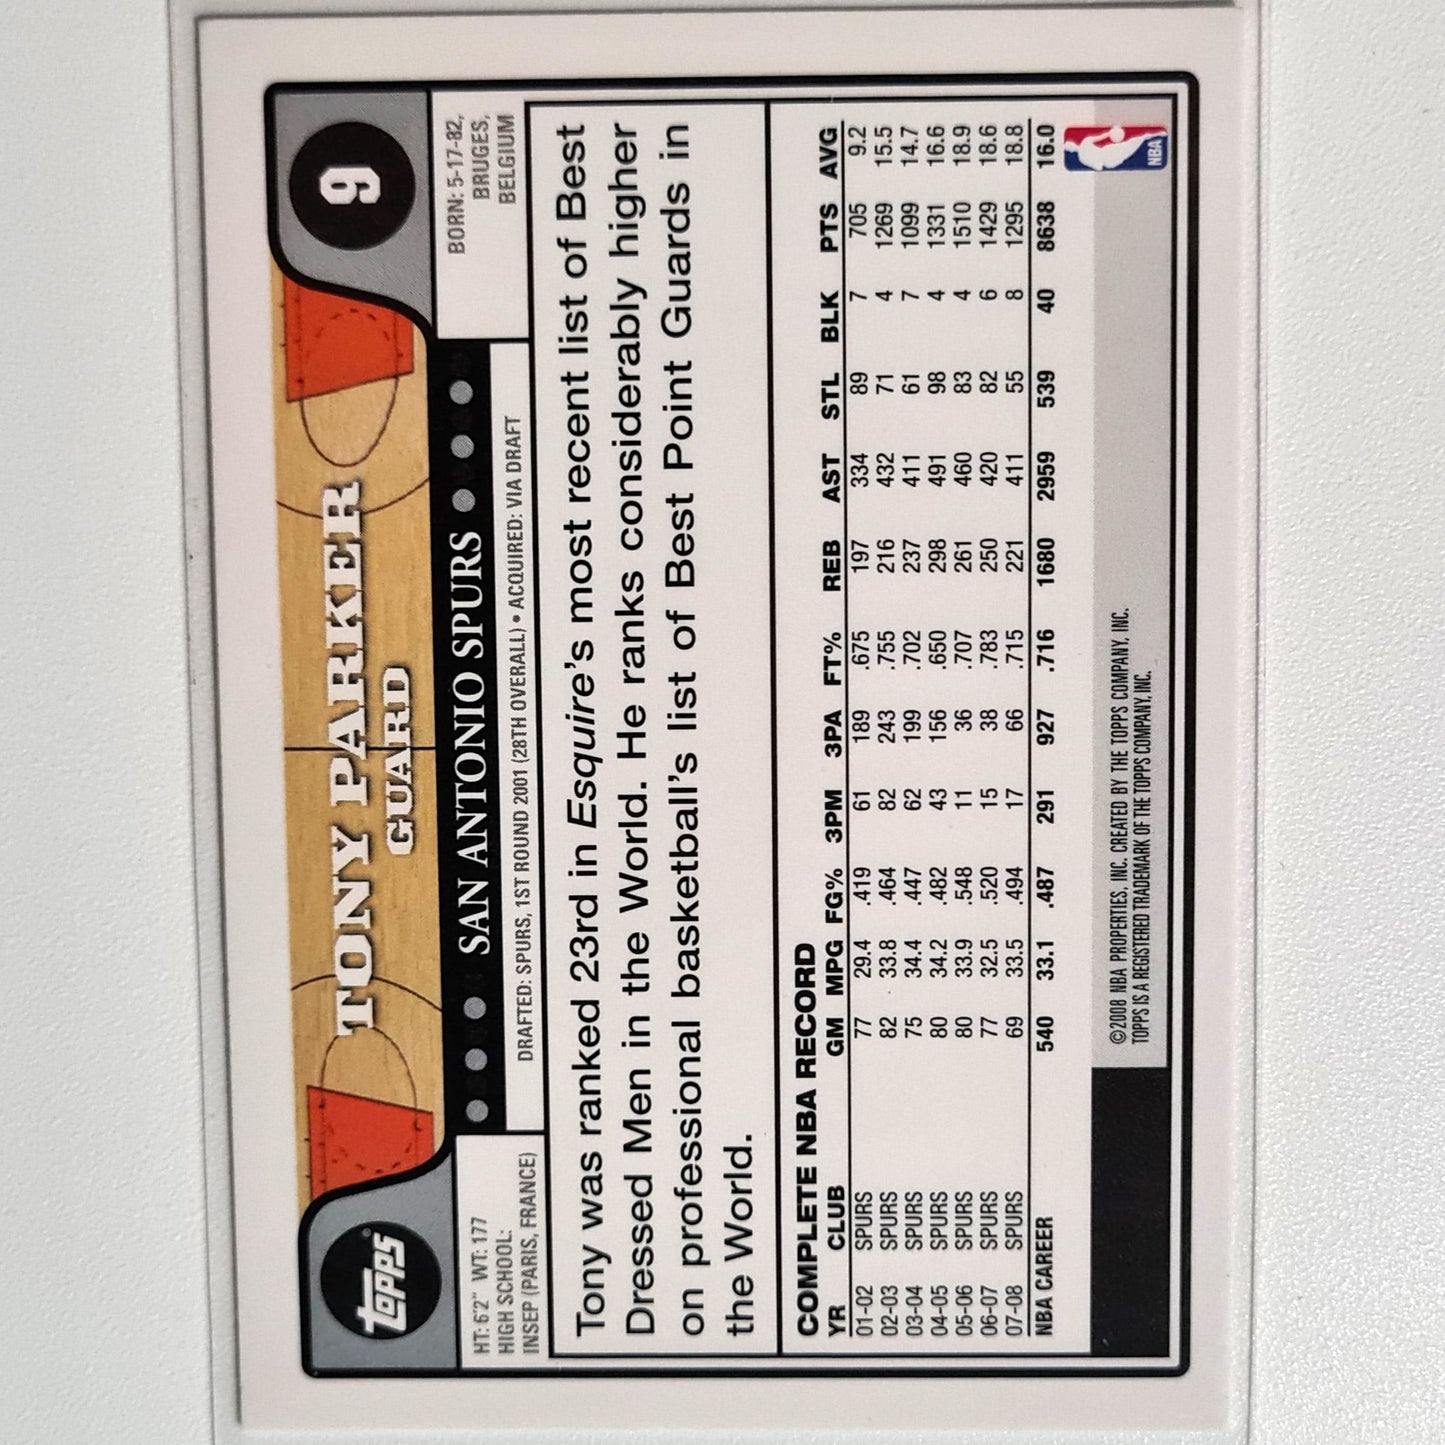 topps
TONY PARKER
GUARD
9
HT: 6'2" WT: 177
HIGH SCHOOL:
INSEP (PARIS, FRANCE)
SAN ANTONIO SPURS
DRAFTED: SPURS, 1ST ROUND 2001 (28TH OVERALL) • ACQUIRED: VIA DRAFT
BORN: 5-17-82,
BRUGES,
BELGIUM
Tony was ranked 23rd in Esquire's most recent list of Best
Dressed Men in the World. He ranks considerably higher
on professional basketball's list of Best Point Guards in
the World.
COMPLETE NBA RECORD
YR CLUB GM MPG FG% 3PM 3PA FT% REB AST STL BLK PTS AVG
01-02 SPURS 77 29.4 .419 61 189 .675 197 334 89 7 705 9.2
02-03 SPURS 82 33.8 .464 82 243 .755 216 432 71 4 1269 15.5
03-04 SPURS 75 34.4 .447 62 199 .702 237 411 61 7 1099 14.7
04-05 SPURS 80 34.2 .482 43 156 .650 298 491 98 4 1331 16.6
05-06 SPURS 80 33.9 .548 11 36 .707 261 460 83 4 1510 18.9
06-07 SPURS 77 32.5 .520 15 38 .783 250 420 82 6 1429 18.6
07-08 SPURS 69 33.5 .494 17 66 .715 221 411 55 8 1295 18.8
NBA CAREER 540 33.1 .487 291 927 .716 1680 2959 539 40 8638 16.0
©2008 NBA PROPERTIES, INC. CREATED BY THE TOPPS COMPANY, INC.
TOPPS IS A REGISTERED TRADEMARK OF THE TOPPS COMPANY, INC.
NBA